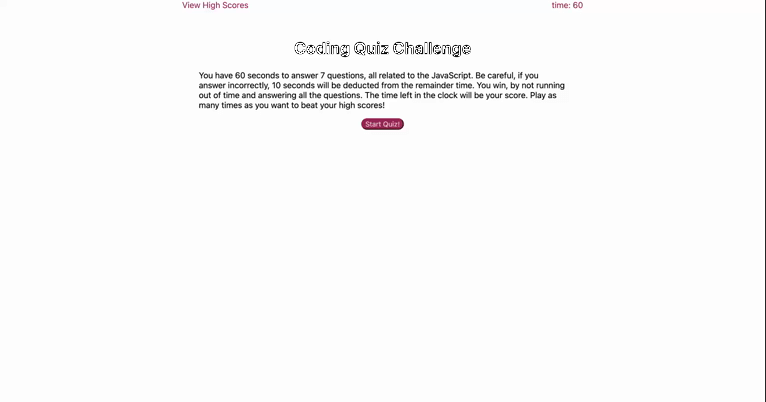 View High Scores
time: 60
Coding Quiz Challenge
You have 60 seconds to answer 7 questions, all related to the JavaScript. Be careful, if you
answer incorrectly, 10 seconds will be deducted from the remainder time. You win, by not running
out of time and answering all the questions. The time left in the clock will be your score. Play as
many times as you want to beat your high scores!
Start Quiz!